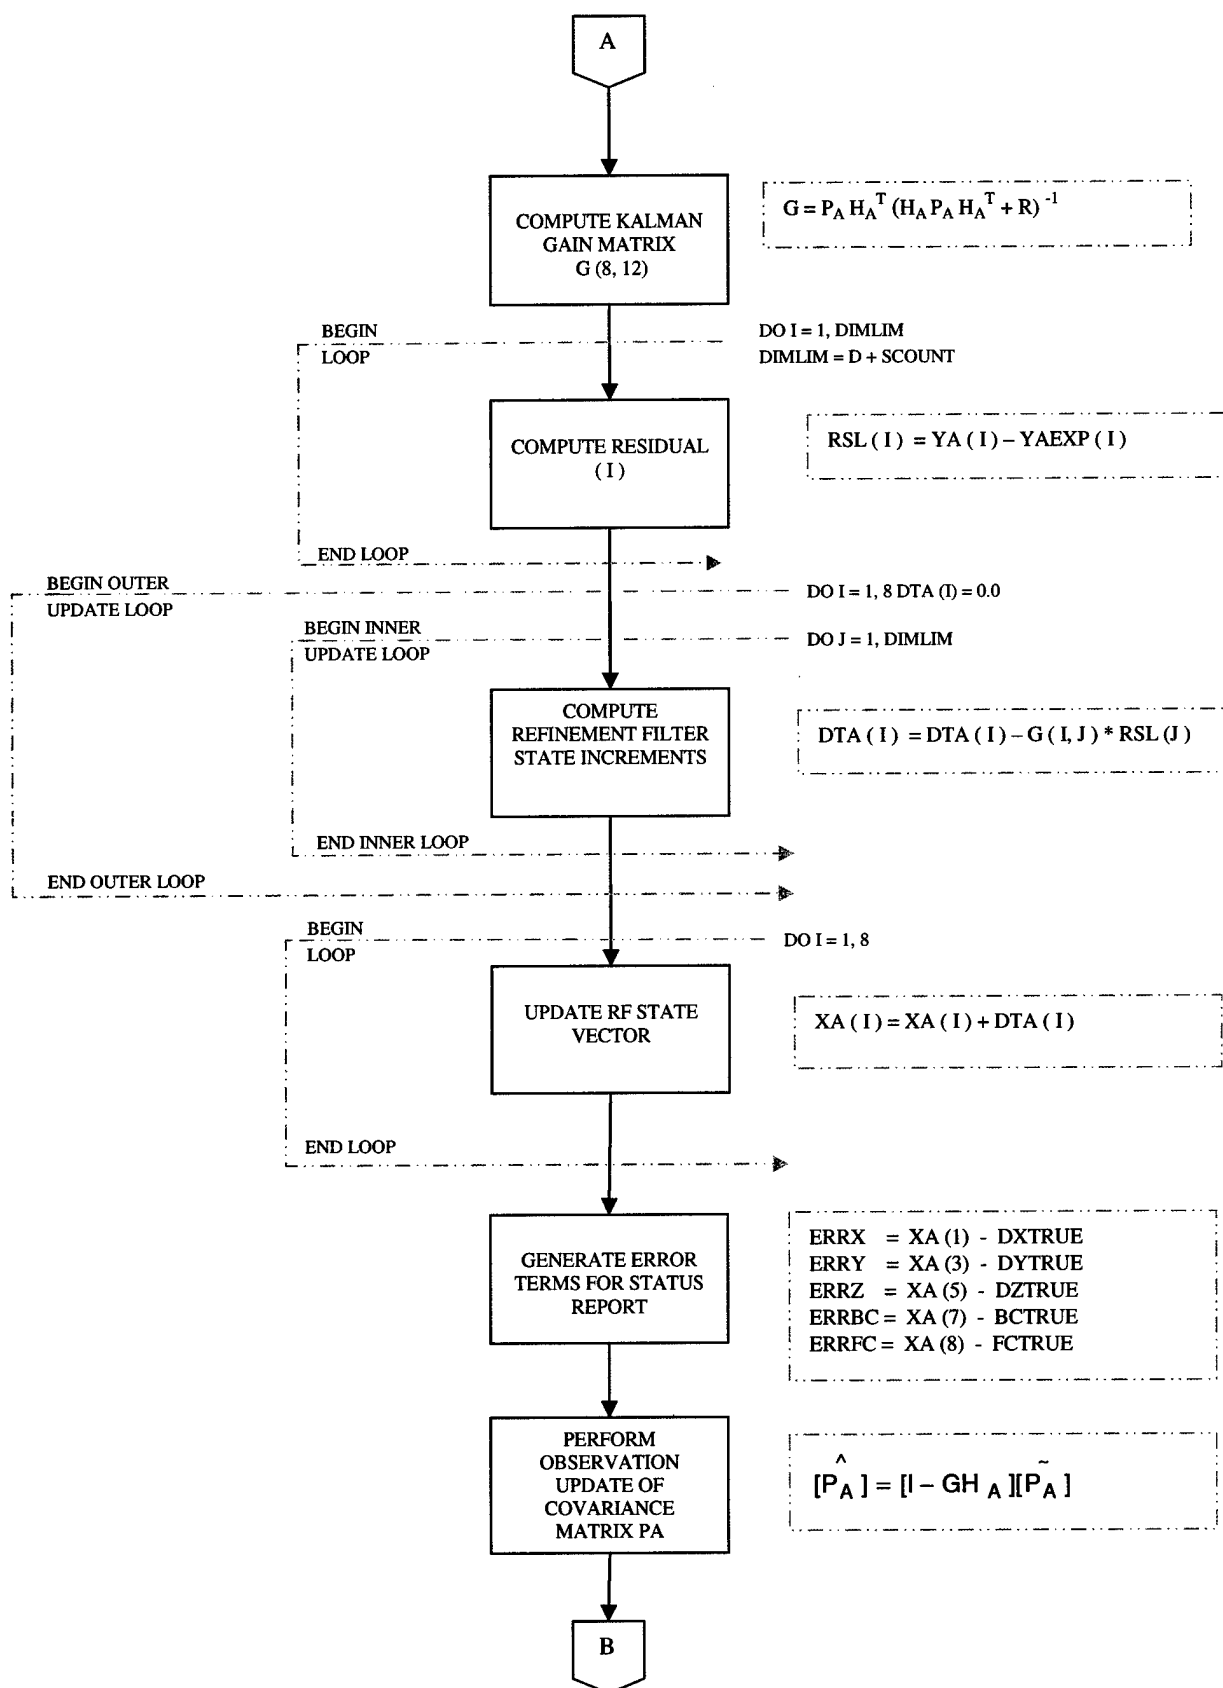 A
COMPUTE KALMAN
GAIN MATRIX
G (8, 12)
G = P_A H_A^T (H_A P_A H_A^T + R)^-1
BEGIN
LOOP
DO I = 1, DIMLIM
DIMLIM = D + SCOUNT
COMPUTE RESIDUAL
( I )
RSL ( I ) = YA ( I ) – YAEXP ( I )
END LOOP
BEGIN OUTER
UPDATE LOOP
DO I = 1, 8 DTA (I) = 0.0
BEGIN INNER
UPDATE LOOP
DO J = 1, DIMLIM
COMPUTE
REFINEMENT FILTER
STATE INCREMENTS
DTA ( I ) = DTA ( I ) – G ( I, J ) * RSL (J )
END INNER LOOP
END OUTER LOOP
BEGIN
LOOP
DO I = 1, 8
UPDATE RF STATE
VECTOR
XA ( I ) = XA ( I ) + DTA ( I )
END LOOP
GENERATE ERROR
TERMS FOR STATUS
REPORT
ERRX = XA (1) - DXTRUE
ERRY = XA (3) - DYTRUE
ERRZ = XA (5) - DZTRUE
ERRBC = XA (7) - BCTRUE
ERRFC = XA (8) - FCTRUE
PERFORM
OBSERVATION
UPDATE OF
COVARIANCE
MATRIX PA
[P̂_A] = [I – GH_A][P̃_A]
B